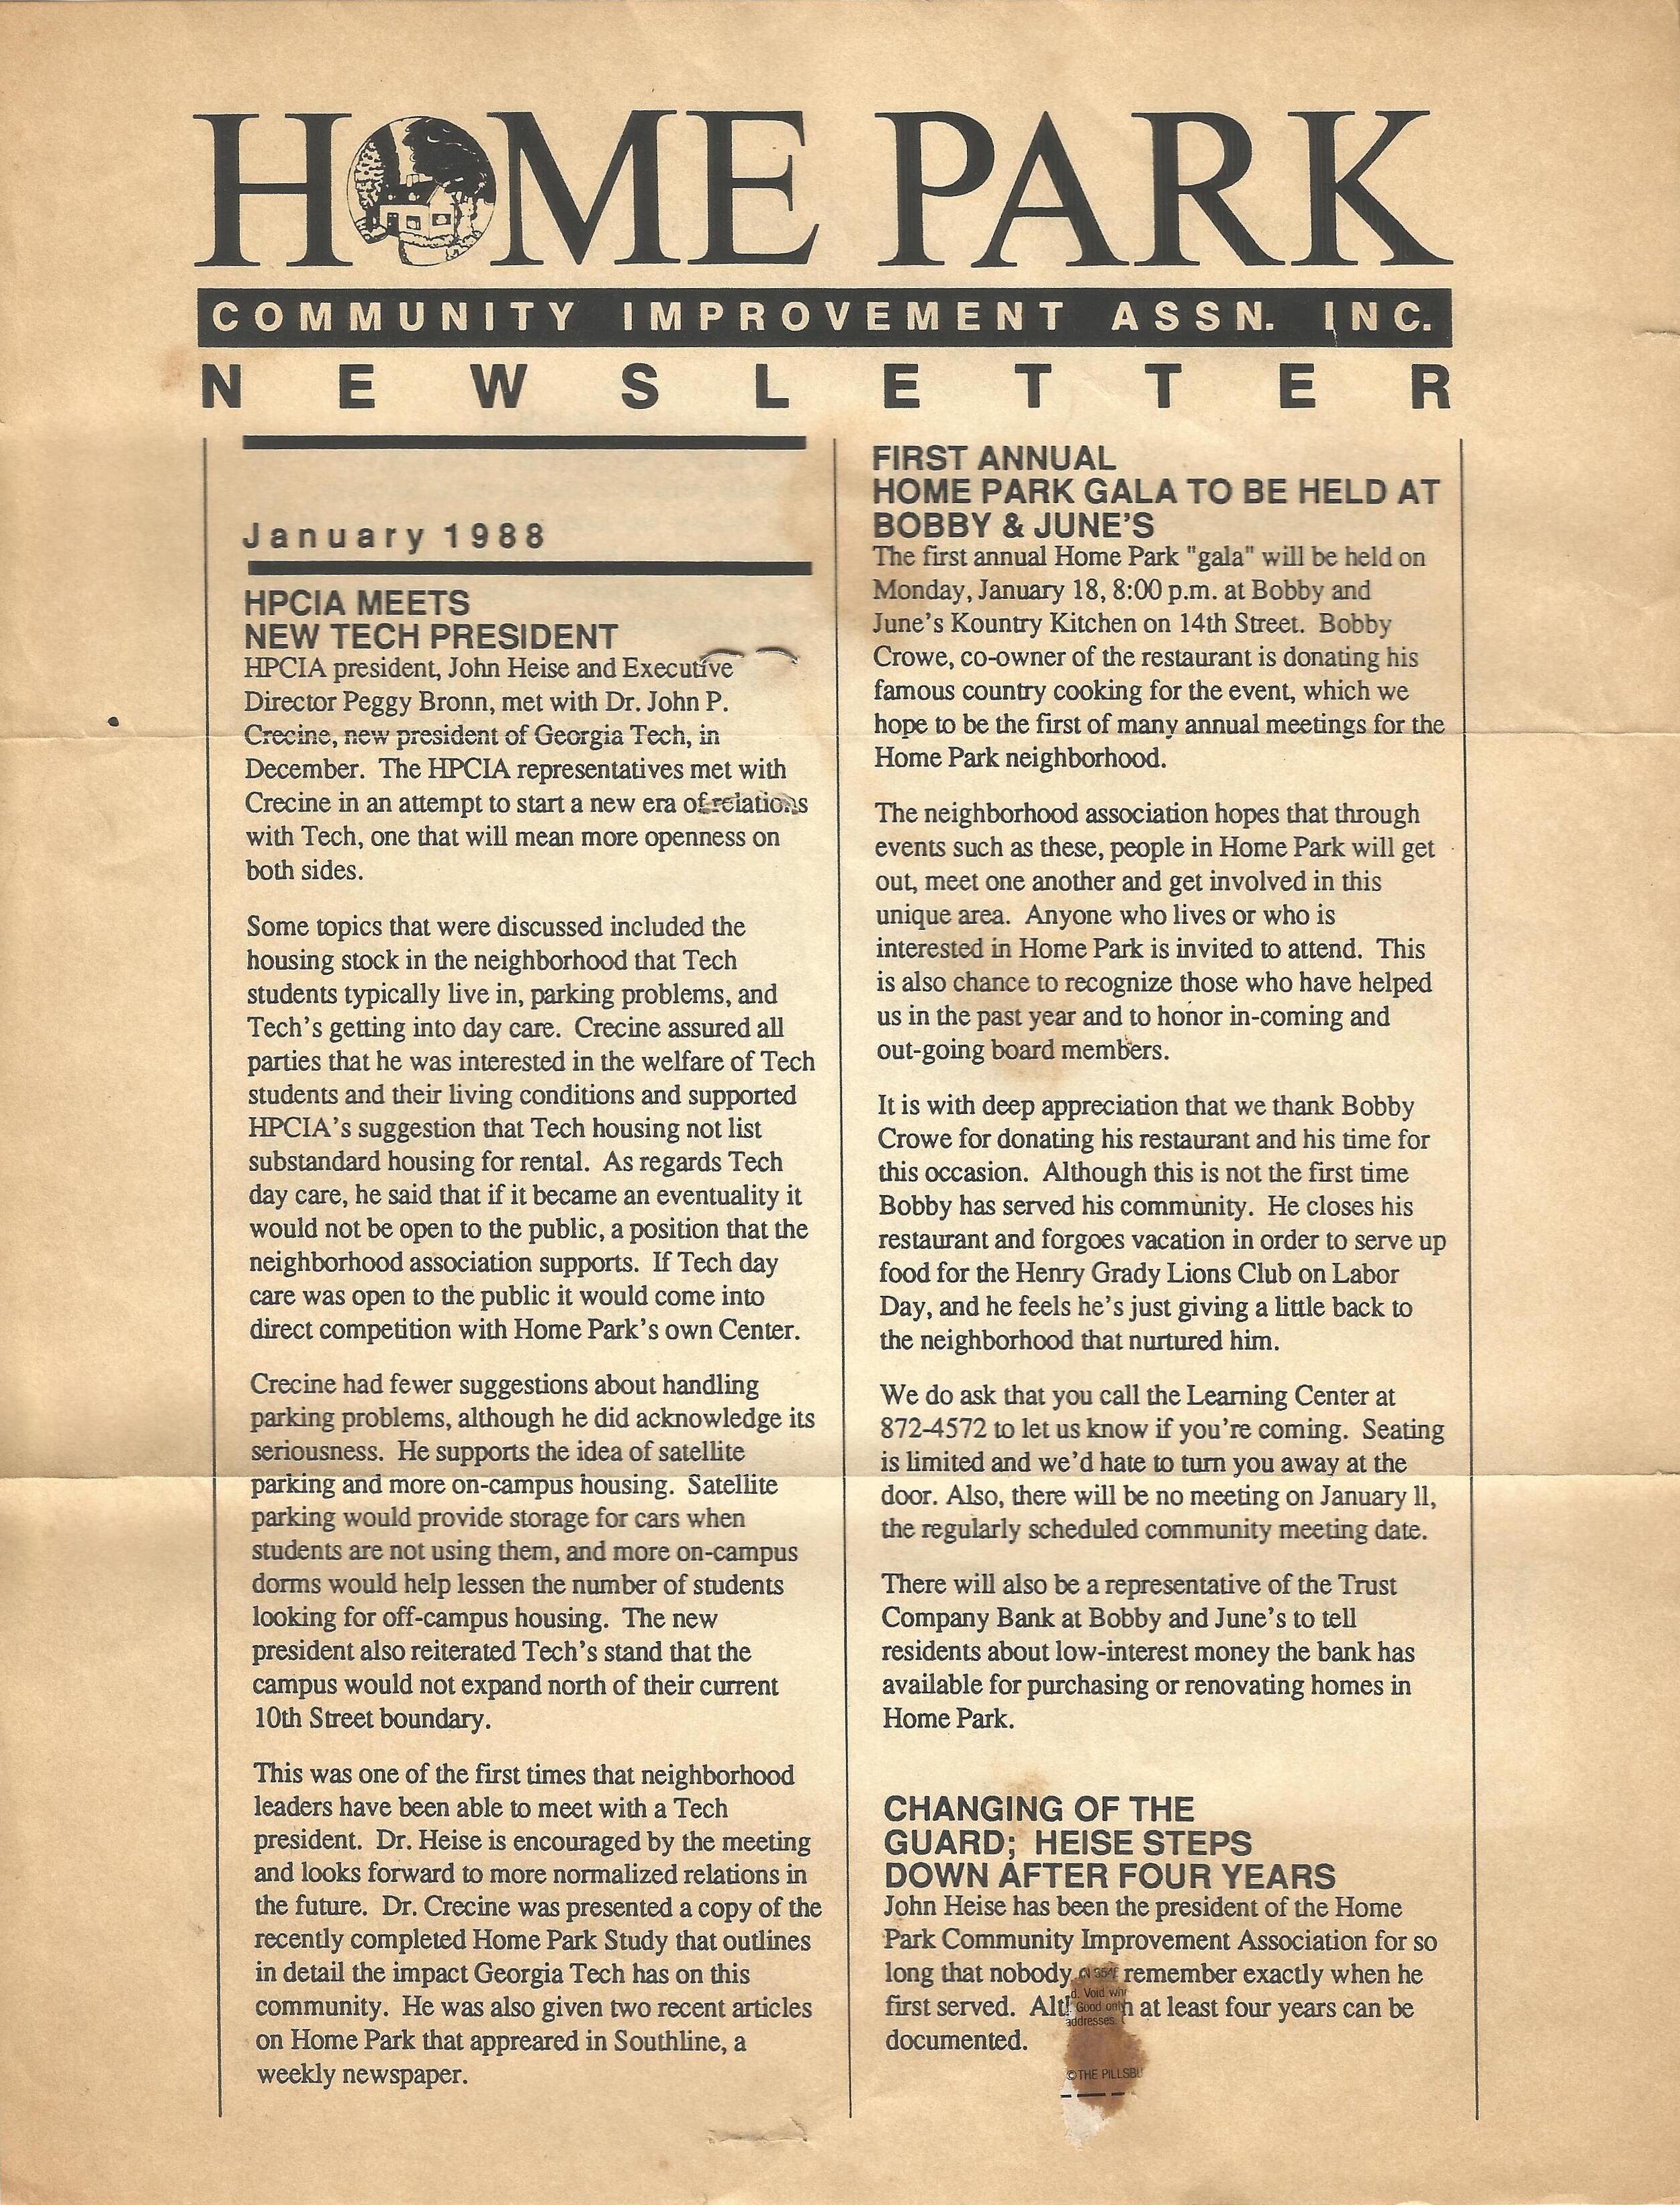 HOME PARK
COMMUNITY IMPROVEMENT ASSN. INC.
NEWSLETTER
January 1988
HPCIA MEETS
NEW TECH PRESIDENT
HPCIA president, John Heise and Executive
Director Peggy Bronn, met with Dr. John P.
Crecine, new president of Georgia Tech, in
December. The HPCIA representatives met with
Crecine in an attempt to start a new era of relations
with Tech, one that will mean more openness on
both sides.
Some topics that were discussed included the
housing stock in the neighborhood that Tech
students typically live in, parking problems, and
Tech's getting into day care. Crecine assured all
parties that he was interested in the welfare of Tech
students and their living conditions and supported
HPCIA's suggestion that Tech housing not list
substandard housing for rental. As regards Tech
day care, he said that if it became an eventuality it
would not be open to the public, a position that the
neighborhood association supports. If Tech day
care was open to the public it would come into
direct competition with Home Park's own Center.
Crecine had fewer suggestions about handling
parking problems, although he did acknowledge its
seriousness. He supports the idea of satellite
parking and more on-campus housing. Satellite
parking would provide storage for cars when
students are not using them, and more on-campus
dorms would help lessen the number of students
looking for off-campus housing. The new
president also reiterated Tech's stand that the
campus would not expand north of their current
10th Street boundary.
This was one of the first times that neighborhood
leaders have been able to meet with a Tech
president. Dr. Heise is encouraged by the meeting
and looks forward to more normalized relations in
the future. Dr. Crecine was presented a copy of the
recently completed Home Park Study that outlines
in detail the impact Georgia Tech has on this
community. He was also given two recent articles
on Home Park that appreared in Southline, a
weekly newspaper.
FIRST ANNUAL
HOME PARK GALA TO BE HELD AT
BOBBY & JUNE'S
The first annual Home Park "gala" will be held on
Monday, January 18, 8:00 p.m. at Bobby and
June's Kountry Kitchen on 14th Street. Bobby
Crowe, co-owner of the restaurant is donating his
famous country cooking for the event, which we
hope to be the first of many annual meetings for the
Home Park neighborhood.
The neighborhood association hopes that through
events such as these, people in Home Park will get
out, meet one another and get involved in this
unique area. Anyone who lives or who is
interested in Home Park is invited to attend. This
is also chance to recognize those who have helped
us in the past year and to honor in-coming and
out-going board members.
It is with deep appreciation that we thank Bobby
Crowe for donating his restaurant and his time for
this occasion. Although this is not the first time
Bobby has served his community. He closes his
restaurant and forgoes vacation in order to serve up
food for the Henry Grady Lions Club on Labor
Day, and he feels he's just giving a little back to
the neighborhood that nurtured him.
We do ask that you call the Learning Center at
872-4572 to let us know if you're coming. Seating
is limited and we'd hate to turn you away at the
door. Also, there will be no meeting on January 11,
the regularly scheduled community meeting date.
There will also be a representative of the Trust
Company Bank at Bobby and June's to tell
residents about low-interest money the bank has
available for purchasing or renovating homes in
Home Park.
CHANGING OF THE
GUARD; HEISE STEPS
DOWN AFTER FOUR YEARS
John Heise has been the president of the Home
Park Community Improvement Association for so
long that nobody remember exactly when he
first served. at least four years can be
documented.
d. Void
Good
addresses.
©THE PILLSBU